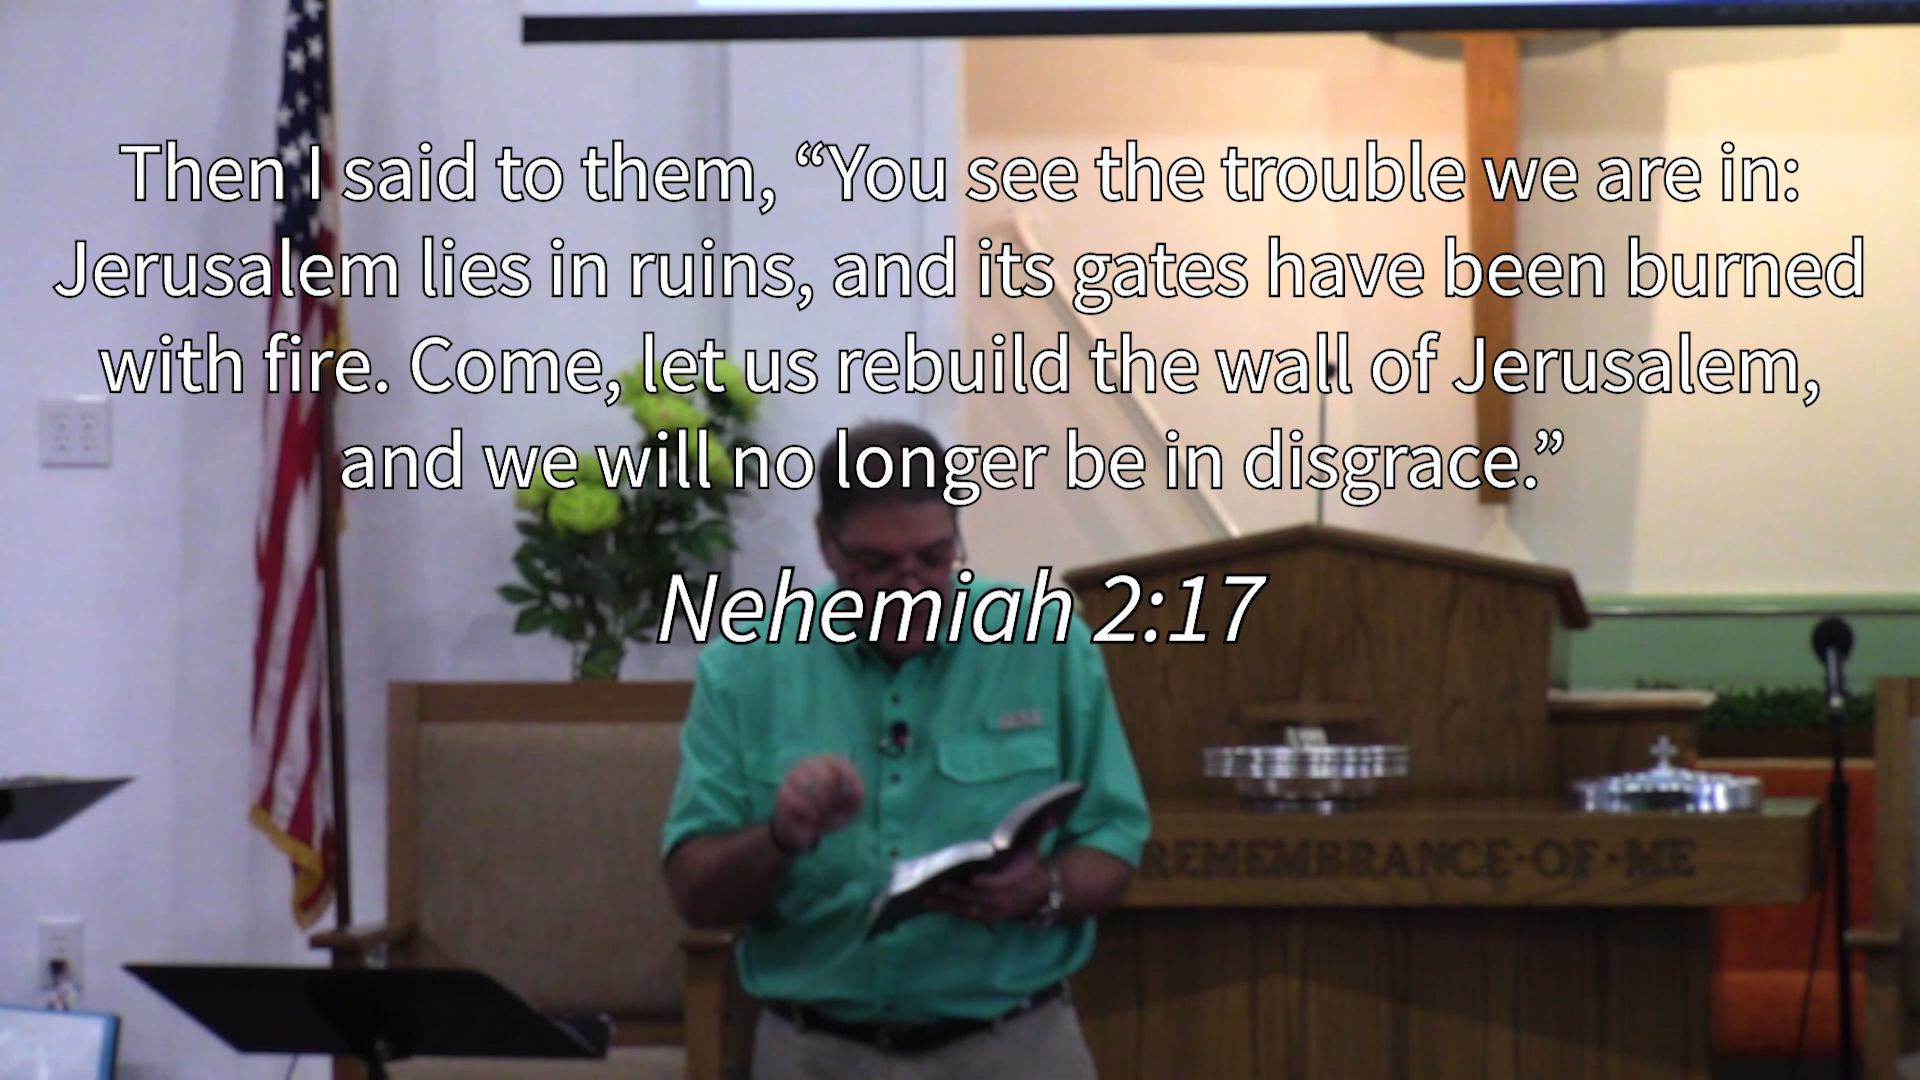 Then I said to them, “You see the trouble we are in:
Jerusalem lies in ruins, and its gates have been burned
with fire. Come, let us rebuild the wall of Jerusalem,
and we will no longer be in disgrace.”
Nehemiah 2:17
REMEMBRANCE·OF·ME